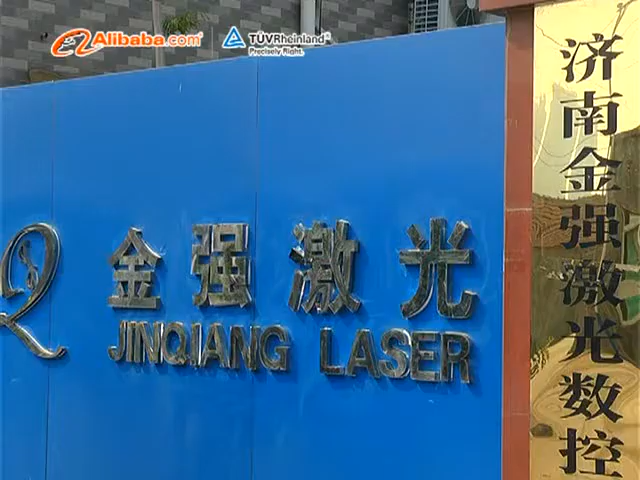 Alibaba.com
TÜVRheinland
Precisely Right.
金强激光
JINQIANG LASER
济南金强激光数控